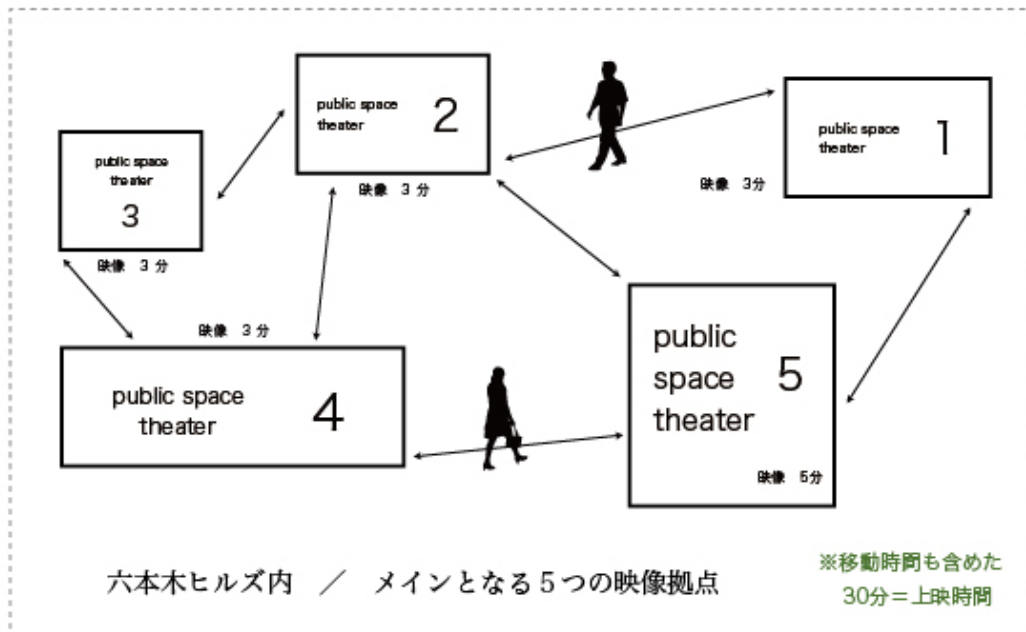 public space
theater
2
public space
theater
1
public space
theater
3
映像 3分
映像 3分
映像 3分
映像 3分
public space
theater
4
public
space
theater
5
映像 5分
六本木ヒルズ内 / メインとなる5つの映像拠点
※移動時間も含めた
30分=上映時間